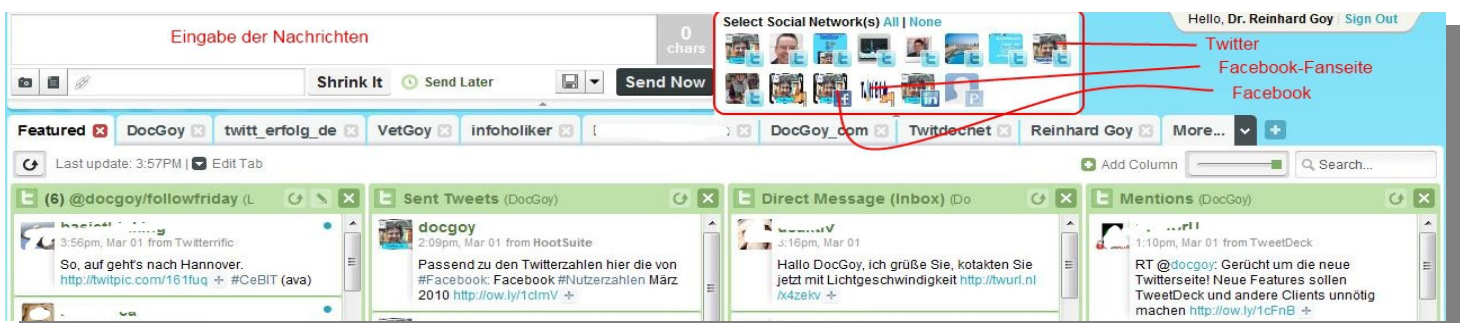 Select Social Network(s) All | None
Hello, Dr. Reinhard Goy Sign Out
Eingabe der Nachrichten
0
chars
Twitter
Facebook-Fanseite
Facebook
Shrink It Send Later Send Now
Featured DocGoy twitt_erfolg_de VetGoy infoholiker DocGoy_com Twitdocnet Reinhard Goy More...
Last update: 3:57PM | Edit Tab
Add Column Search...
(6) @docgoy/followfriday (L
3:56pm, Mar 01 from Twitterrific
So, auf geht's nach Hannover.
http://twitpic.com/161fuq + #CeBIT (ava)
Sent Tweets (DocGoy)
docgoy
2:09pm, Mar 01 from HootSuite
Passend zu den Twitterzahlen hier die von
#Facebook: Facebook #Nutzerzahlen März
2010 http://ow.ly/1clmV +
Direct Message (Inbox) (Do
3:16pm, Mar 01
Hallo DocGoy, ich grüße Sie, kotakten Sie
jetzt mit Lichtgeschwindigkeit http://twurl.nl
/x4zekv +
Mentions (DocGoy)
1:10pm, Mar 01 from TweetDeck
RT @docgoy: Gerücht um die neue
Twitterseite! Neue Features sollen
TweetDeck und andere Clients unnötig
machen http://ow.ly/1cFnB +